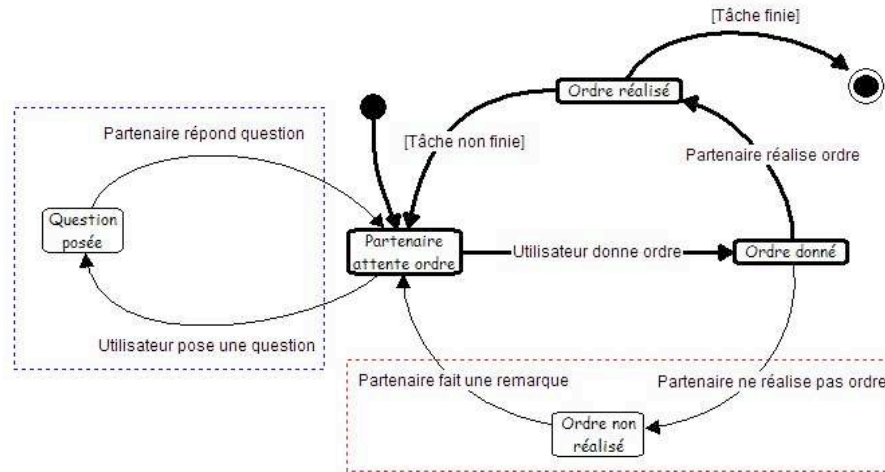 [Tâche finie]
Ordre réalisé
Partenaire répond question
[Tâche non finie]
Partenaire réalise ordre
Question
posée
Partenaire
attente ordre
Utilisateur donne ordre
Ordre donné
Utilisateur pose une question
Partenaire fait une remarque
Partenaire ne réalise pas ordre
Ordre non
réalisé